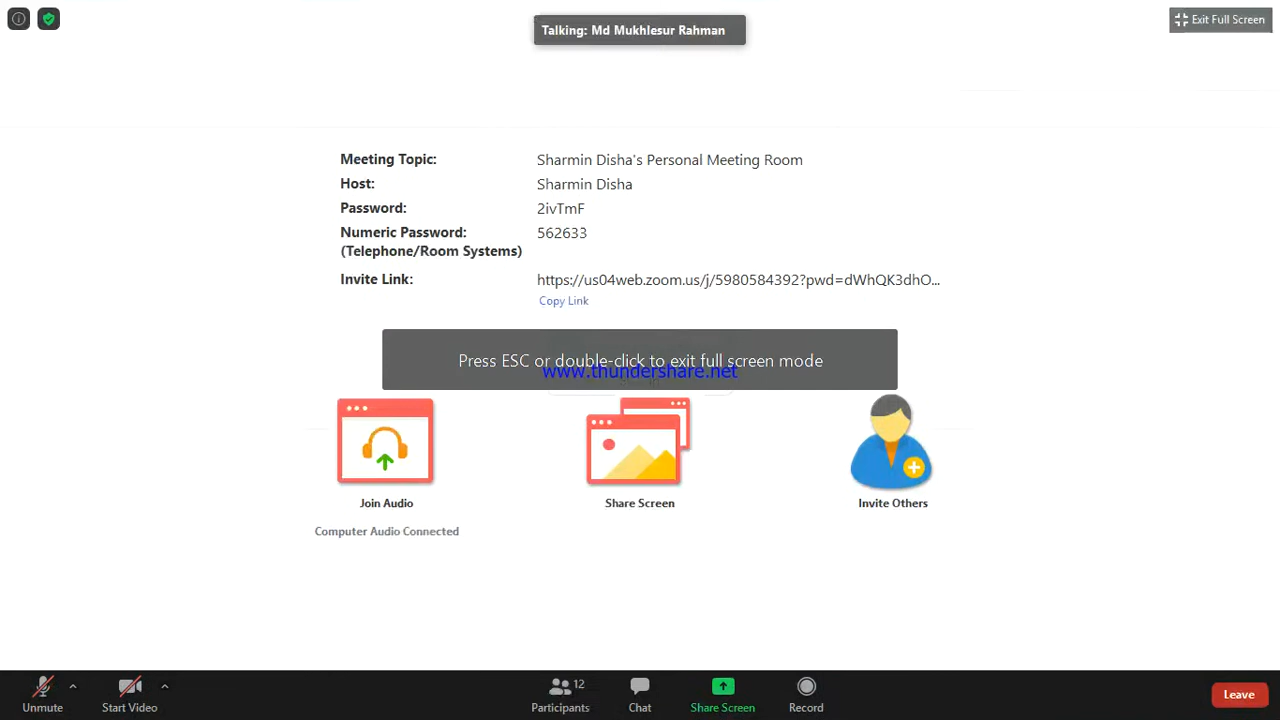 Talking: Md Mukhlesur Rahman
Exit Full Screen
Meeting Topic: Sharmin Disha's Personal Meeting Room
Host: Sharmin Disha
Password: 2ivTmF
Numeric Password: 562633
(Telephone/Room Systems)
Invite Link: https://us04web.zoom.us/j/5980584392?pwd=dWhQK3dhO...
Copy Link
Press ESC or double-click to exit full screen mode
www.thundershare.net
Join Audio Share Screen Invite Others
Computer Audio Connected
12
Unmute Start Video Participants Chat Share Screen Record Leave